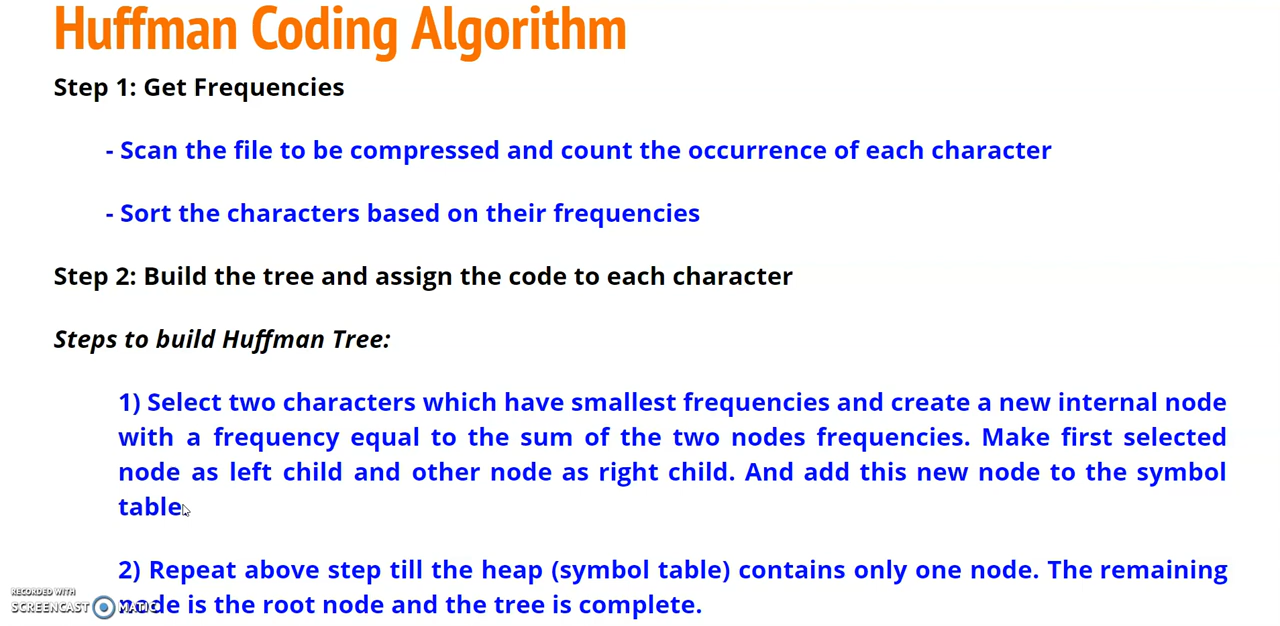 Huffman Coding Algorithm
Step 1: Get Frequencies
- Scan the file to be compressed and count the occurrence of each character
- Sort the characters based on their frequencies
Step 2: Build the tree and assign the code to each character
Steps to build Huffman Tree:
1) Select two characters which have smallest frequencies and create a new internal node
with a frequency equal to the sum of the two nodes frequencies. Make first selected
node as left child and other node as right child. And add this new node to the symbol
table.
2) Repeat above step till the heap (symbol table) contains only one node. The remaining
node is the root node and the tree is complete.
RECORDED WITH
SCREENCAST MATIC